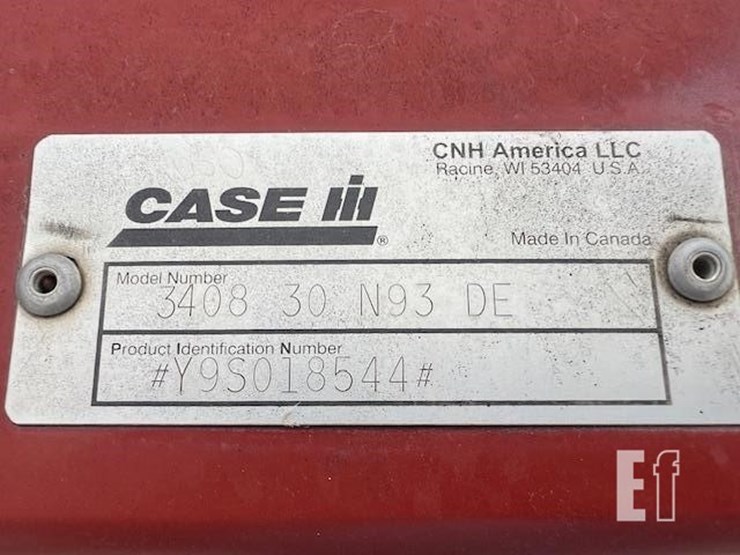 CNH America LLC
Racine, WI 53404 U.S.A.
CASE IH ®
Made In Canada
Model Number
3408 30 N93 DE
Product Identification Number
#Y9S018544#
Ef